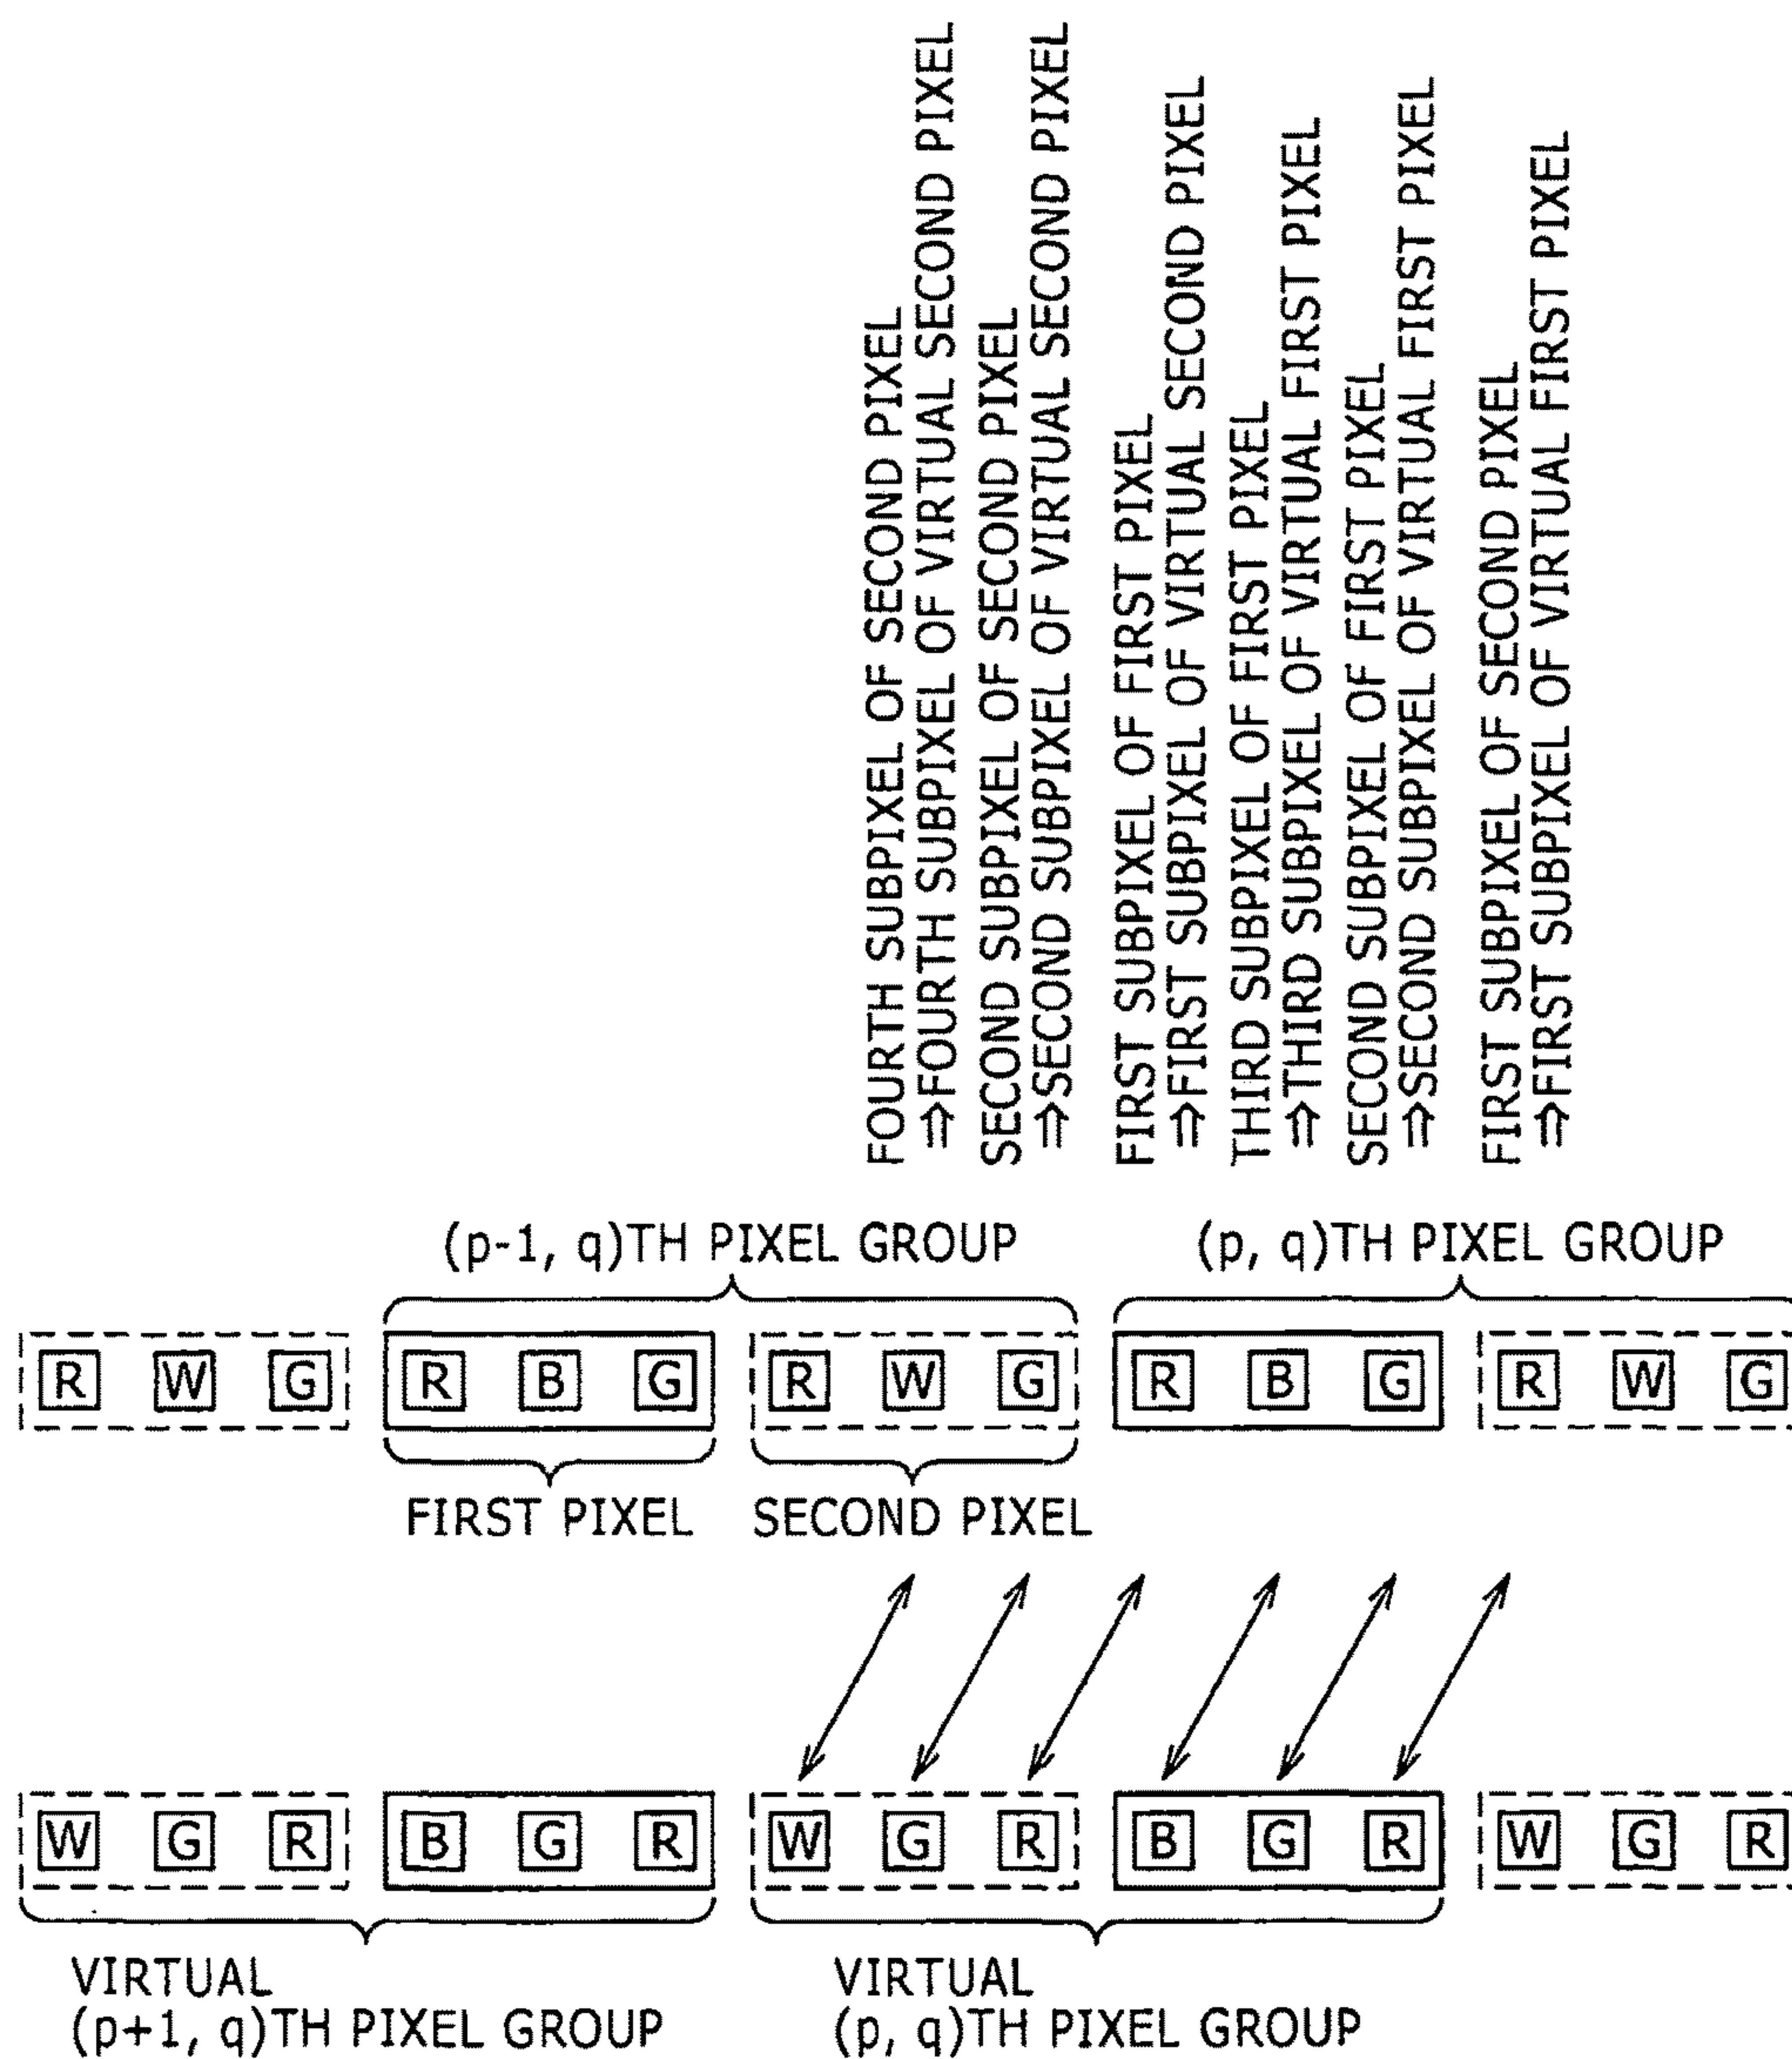 FOURTH SUBPIXEL OF SECOND PIXEL
⇒FOURTH SUBPIXEL OF VIRTUAL SECOND PIXEL
SECOND SUBPIXEL OF SECOND PIXEL
⇒SECOND SUBPIXEL OF VIRTUAL SECOND PIXEL
FIRST SUBPIXEL OF FIRST PIXEL
⇒FIRST SUBPIXEL OF VIRTUAL SECOND PIXEL
THIRD SUBPIXEL OF FIRST PIXEL
⇒THIRD SUBPIXEL OF VIRTUAL FIRST PIXEL
SECOND SUBPIXEL OF FIRST PIXEL
⇒SECOND SUBPIXEL OF VIRTUAL FIRST PIXEL
FIRST SUBPIXEL OF SECOND PIXEL
⇒FIRST SUBPIXEL OF VIRTUAL FIRST PIXEL
(p-1, q)TH PIXEL GROUP (p, q)TH PIXEL GROUP
R W G R B G R W G R B G R W G
FIRST PIXEL SECOND PIXEL
W G R B G R W G R B G R W G R
VIRTUAL
(p+1, q)TH PIXEL GROUP
VIRTUAL
(p, q)TH PIXEL GROUP